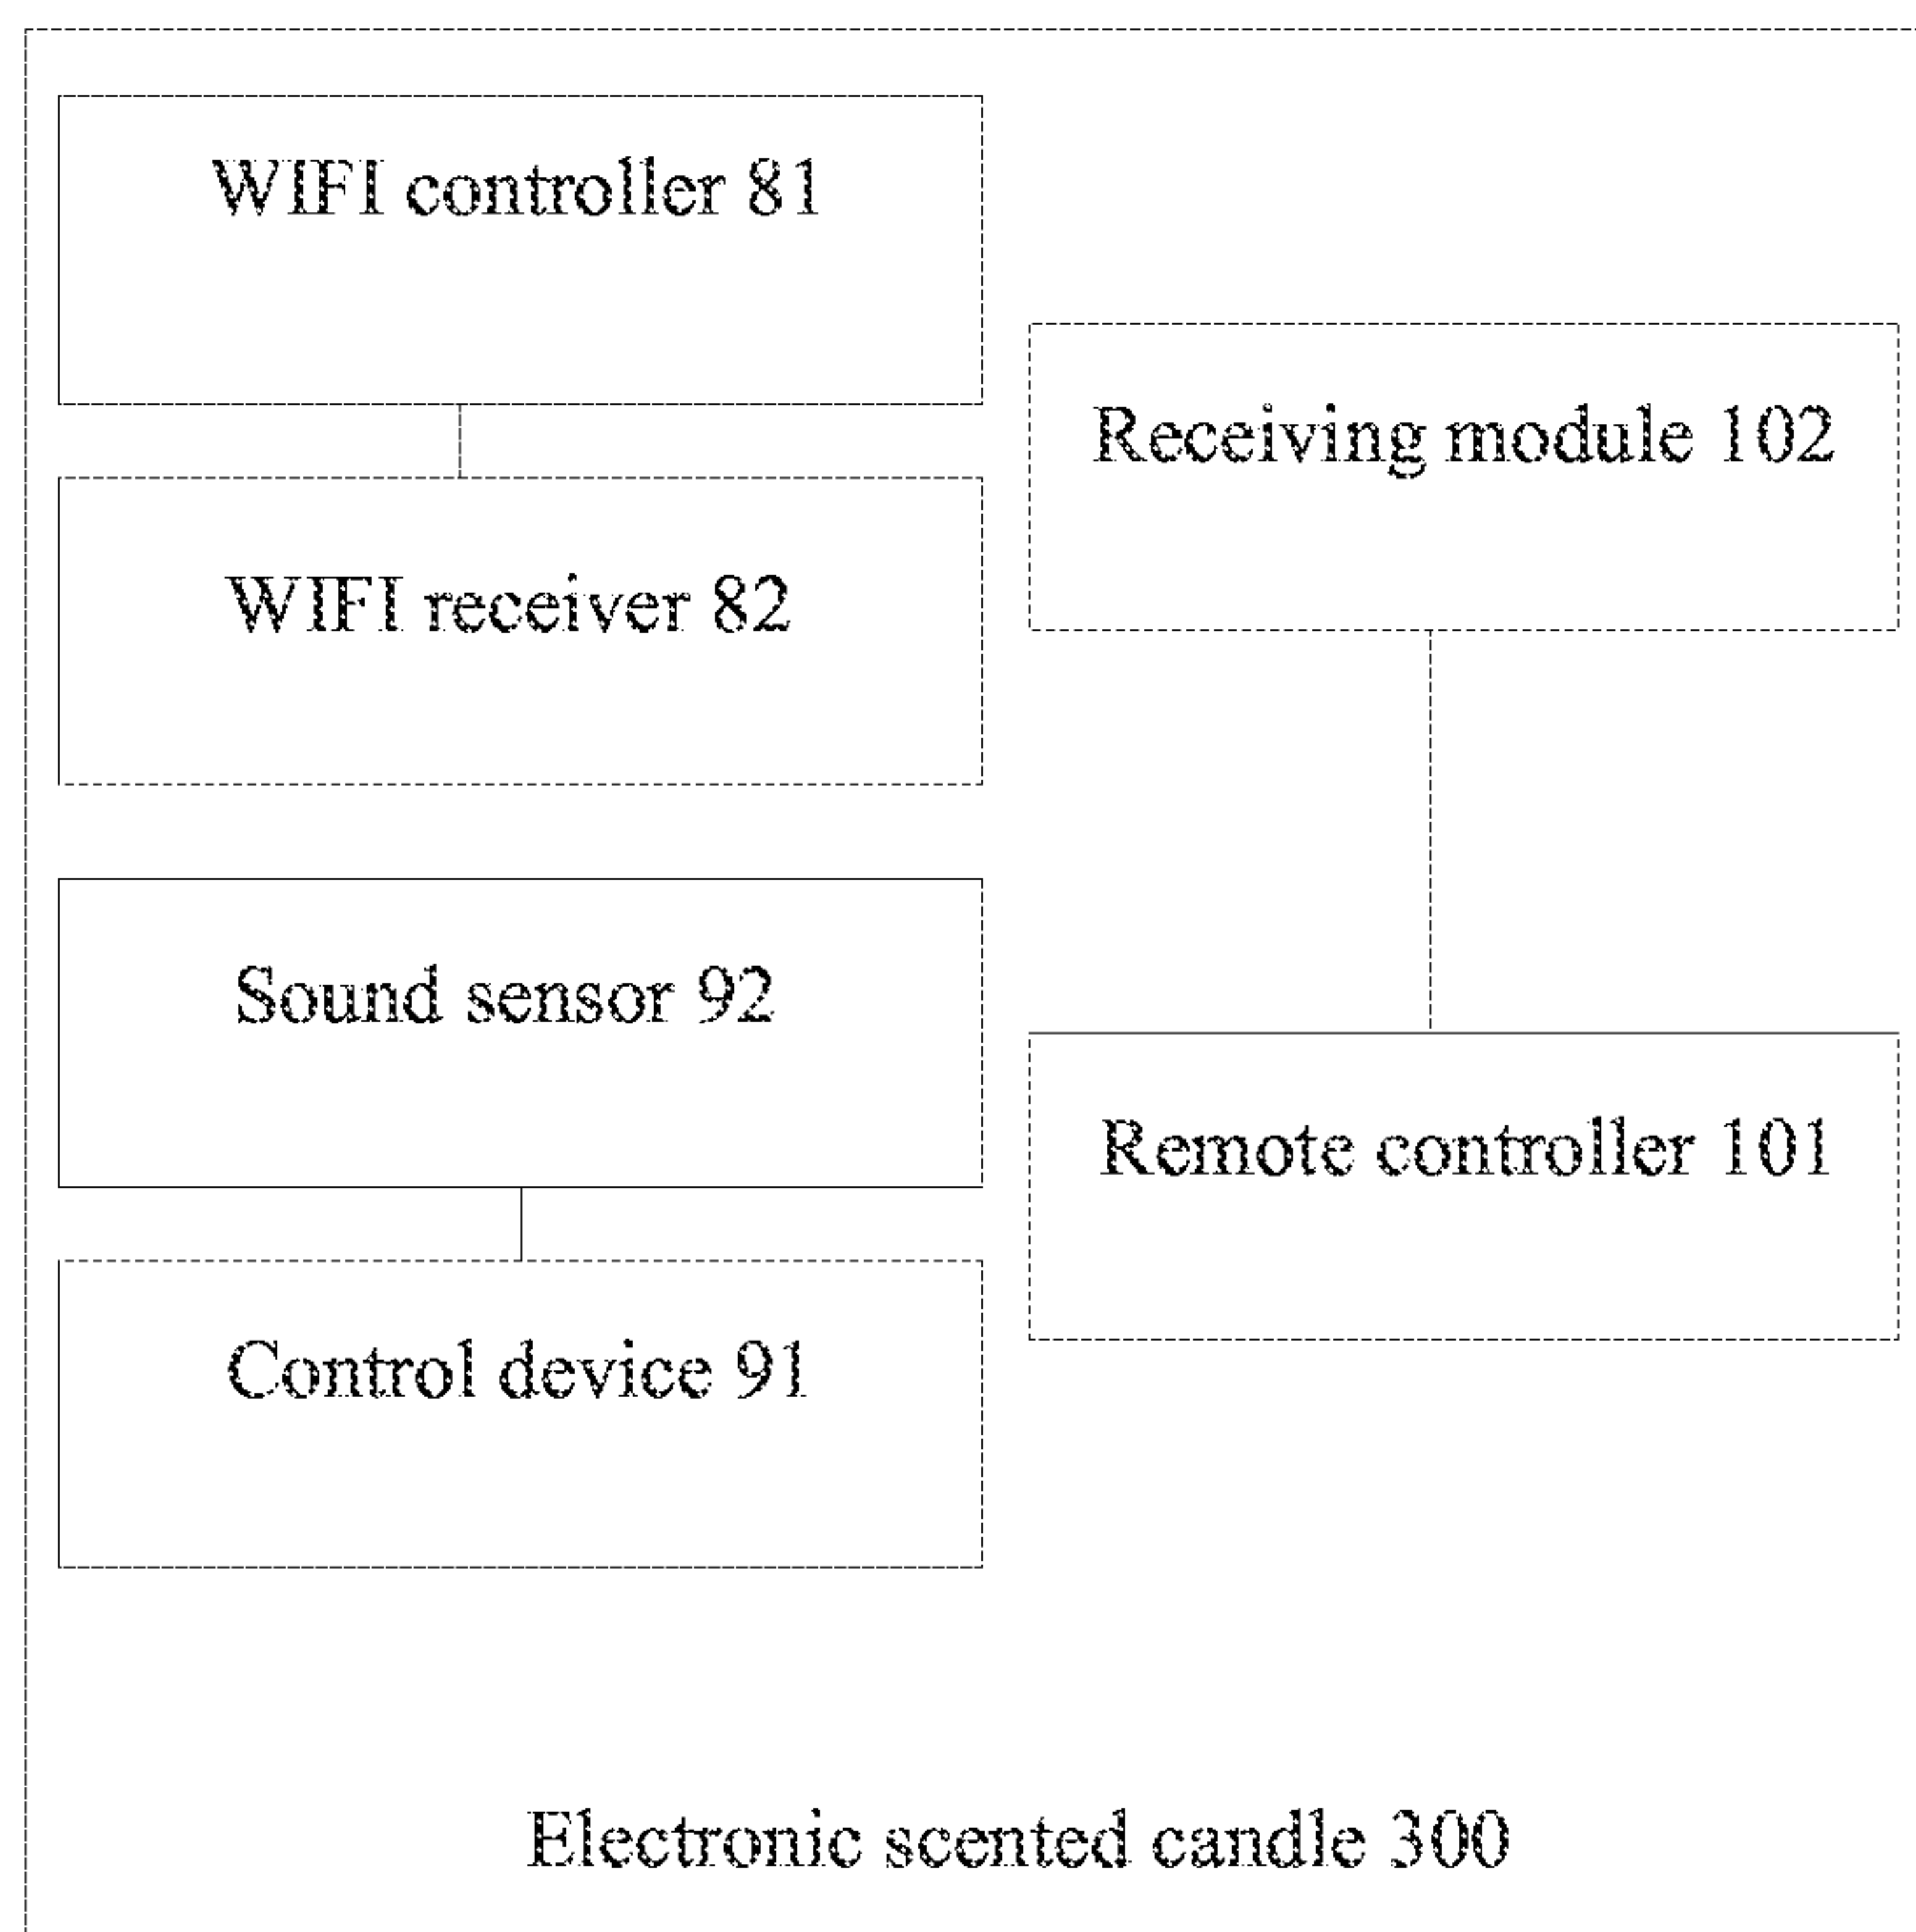 WIFI controller 81
WIFI receiver 82
Sound sensor 92
Control device 91
Receiving module 102
Remote controller 101
Electronic scented candle 300